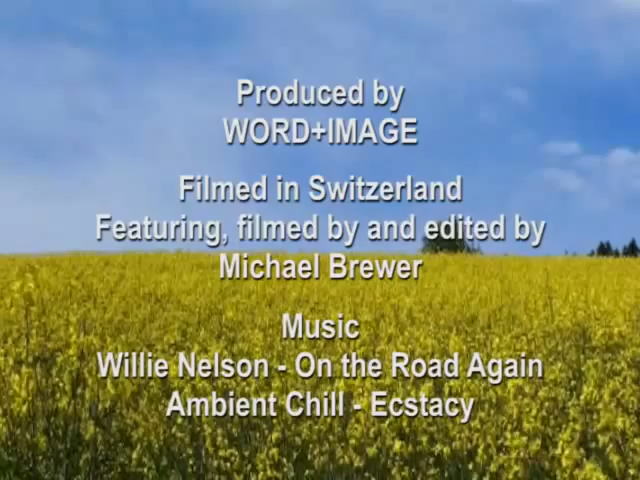 Produced by
WORD+IMAGE
Filmed in Switzerland
Featuring, filmed by and edited by
Michael Brewer
Music
Willie Nelson - On the Road Again
Ambient Chill - Ecstacy